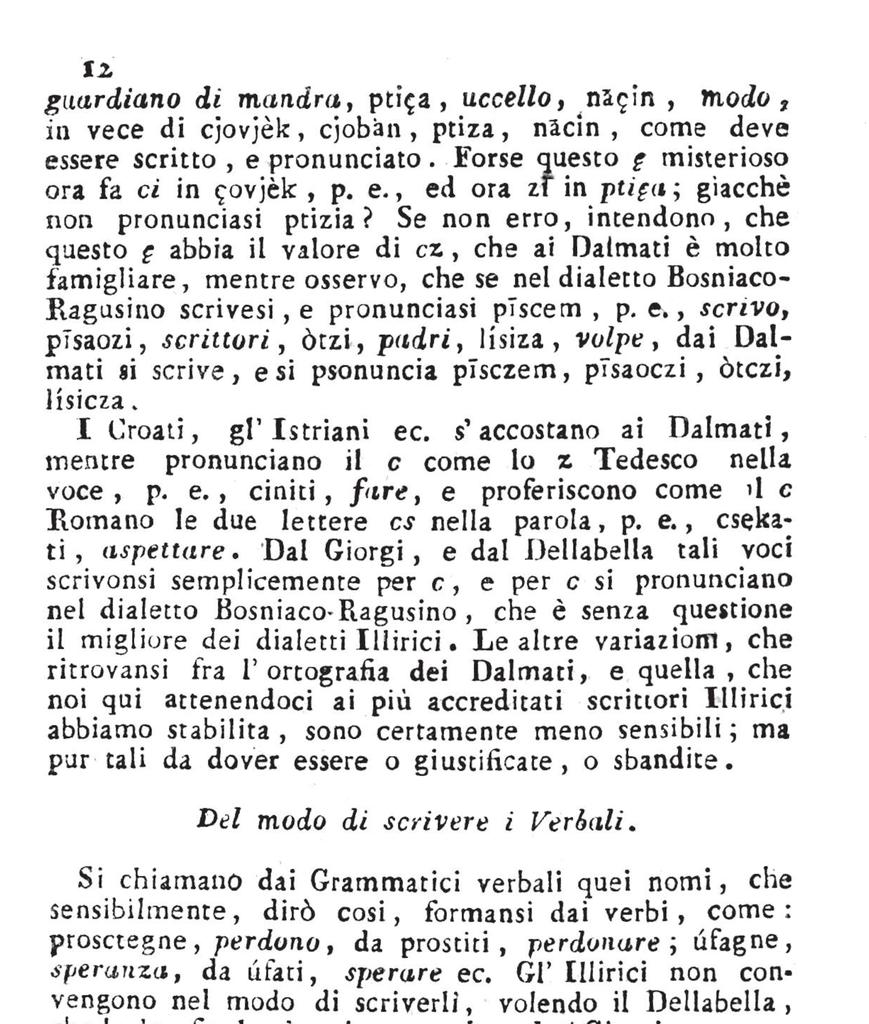 12
guardiano di mandra, ptiça, uccello, nāçin, modo,
in vece di cjovjèk, cjobàn, ptiza, nācin, come deve
essere scritto, e pronunciato. Forse questo ç misterioso
ora fa ci in çovjèk, p. e., ed ora zi in ptiça; giacchè
non pronunciasi ptizia? Se non erro, intendono, che
questo ç abbia il valore di cz, che ai Dalmati è molto
famigliare, mentre osservo, che se nel dialetto Bosniaco-
Ragusino scrivesi, e pronunciasi pīscem, p. e., scrivo,
pīsaozi, scrittori, òtzi, padri, lísiza, volpe, dai Dal-
mati si scrive, e si psonuncia pīsczem, pīsaoczi, òtczi,
lísicza.
I Croati, gl' Istriani ec. s' accostano ai Dalmati,
mentre pronunciano il c come lo z Tedesco nella
voce, p. e., ciniti, fare, e proferiscono come il c
Romano le due lettere cs nella parola, p. e., csęka-
ti, aspettare. Dal Giorgi, e dal Dellabella tali voci
scrivonsi semplicemente per c, e per c si pronunciano
nel dialetto Bosniaco-Ragusino, che è senza questione
il migliore dei dialetti Illirici. Le altre variazioni, che
ritrovansi fra l' ortografia dei Dalmati, e quella, che
noi qui attenendoci ai più accreditati scrittori Illirici
abbiamo stabilita, sono certamente meno sensibili; ma
pur tali da dover essere o giustificate, o sbandite.
Del modo di scrivere i Verbali.
Si chiamano dai Grammatici verbali quei nomi, che
sensibilmente, dirò cosi, formansi dai verbi, come:
prosctegne, perdono, da prostiti, perdonare; úfagne,
speranza, da úfati, sperare ec. Gl' Illirici non con-
vengono nel modo di scriverli, volendo il Dellabella,